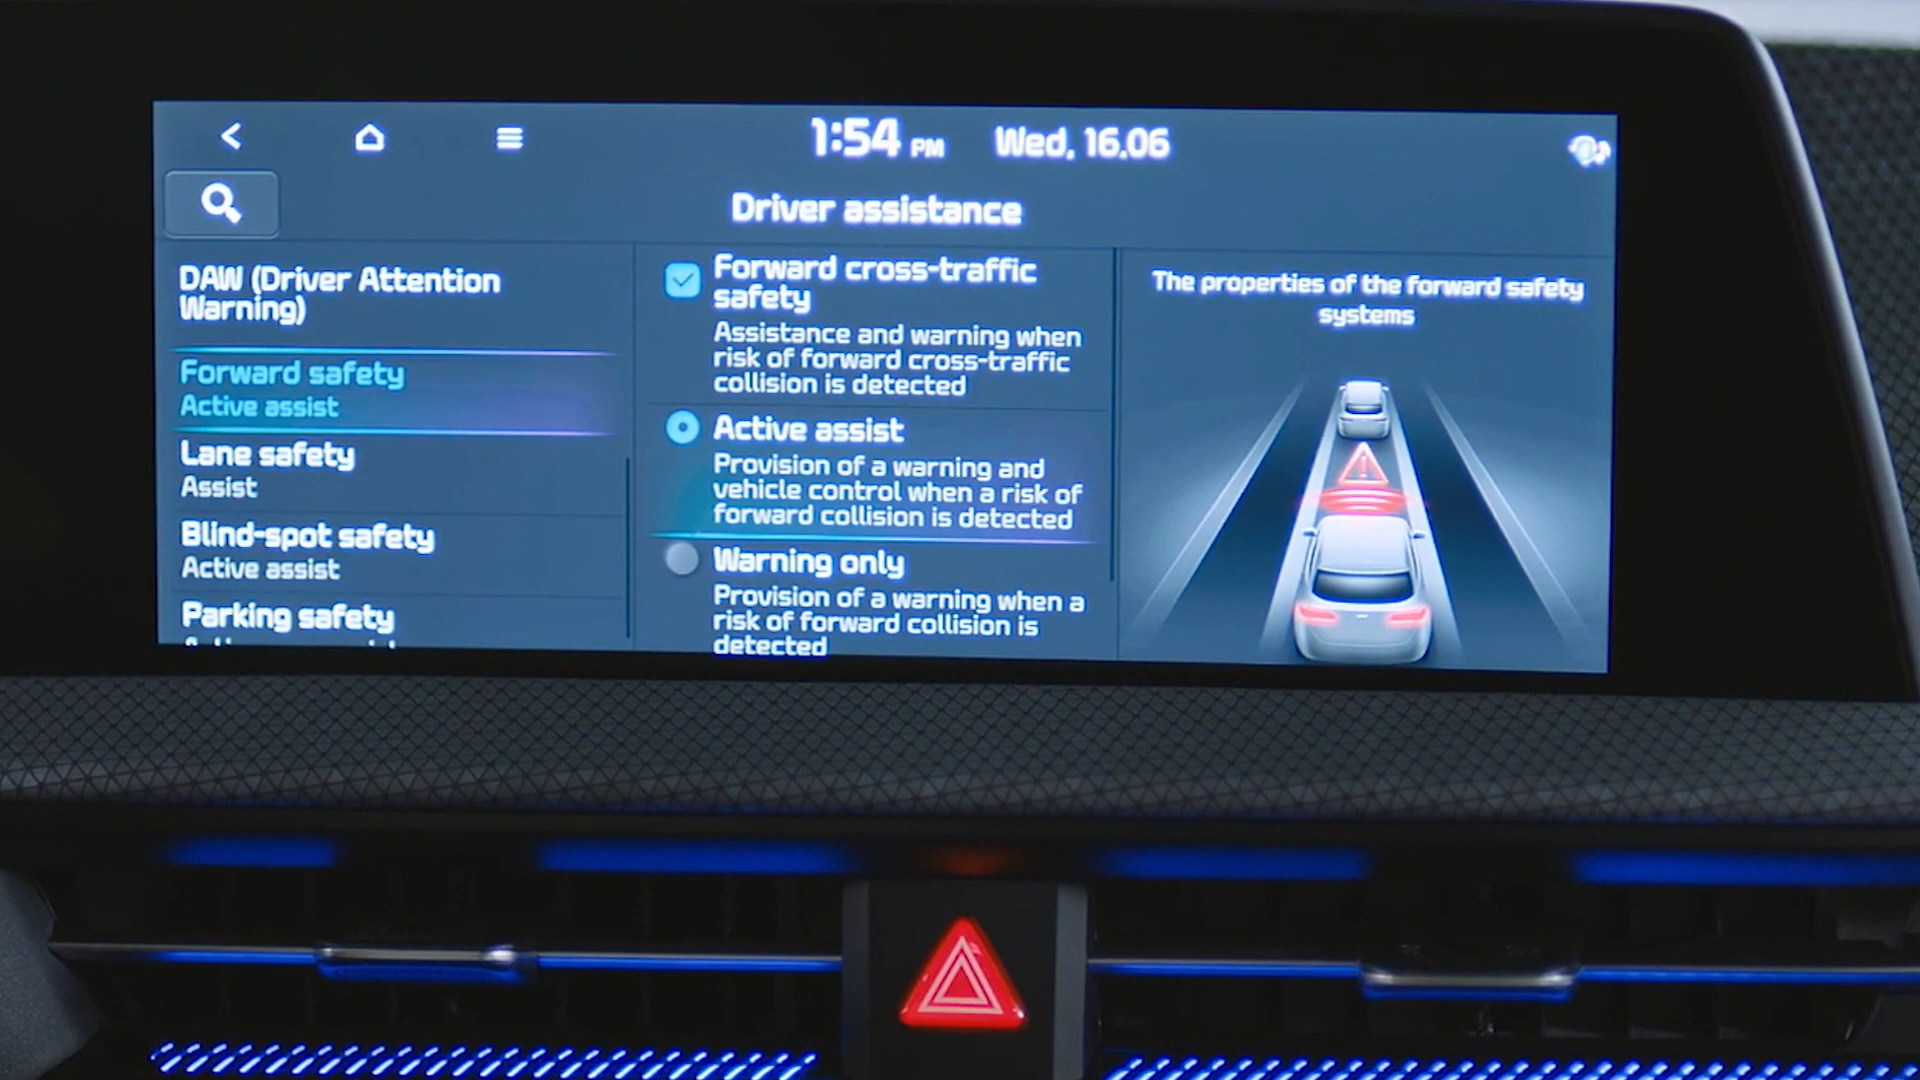 1:54 PM Wed, 16.06
Driver assistance
DAW (Driver Attention
Warning)
Forward safety
Active assist
Lane safety
Assist
Blind-spot safety
Active assist
Parking safety
Forward cross-traffic
safety
Assistance and warning when
risk of forward cross-traffic
collision is detected
Active assist
Provision of a warning and
vehicle control when a risk of
forward collision is detected
Warning only
Provision of a warning when a
risk of forward collision is
detected
The properties of the forward safety
systems